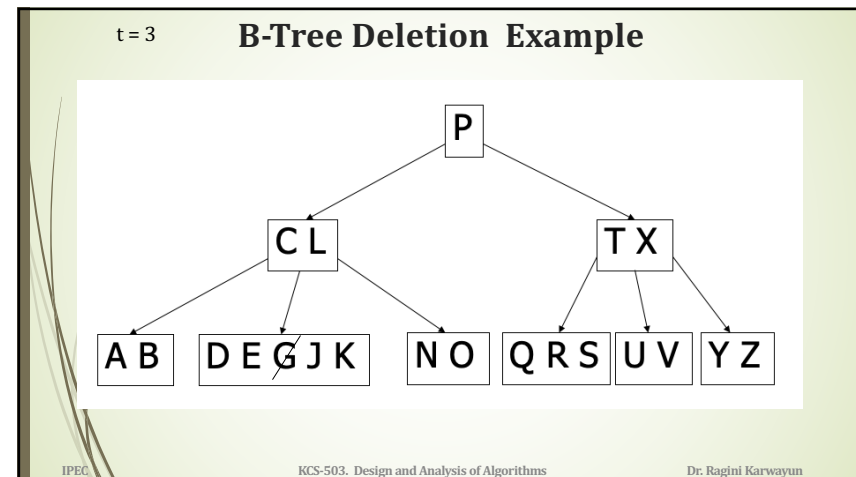 t = 3
B-Tree Deletion Example
P
C L
T X
A B
D E G J K
N O
Q R S
U V
Y Z
IPEC
KCS-503. Design and Analysis of Algorithms
Dr. Ragini Karwayun